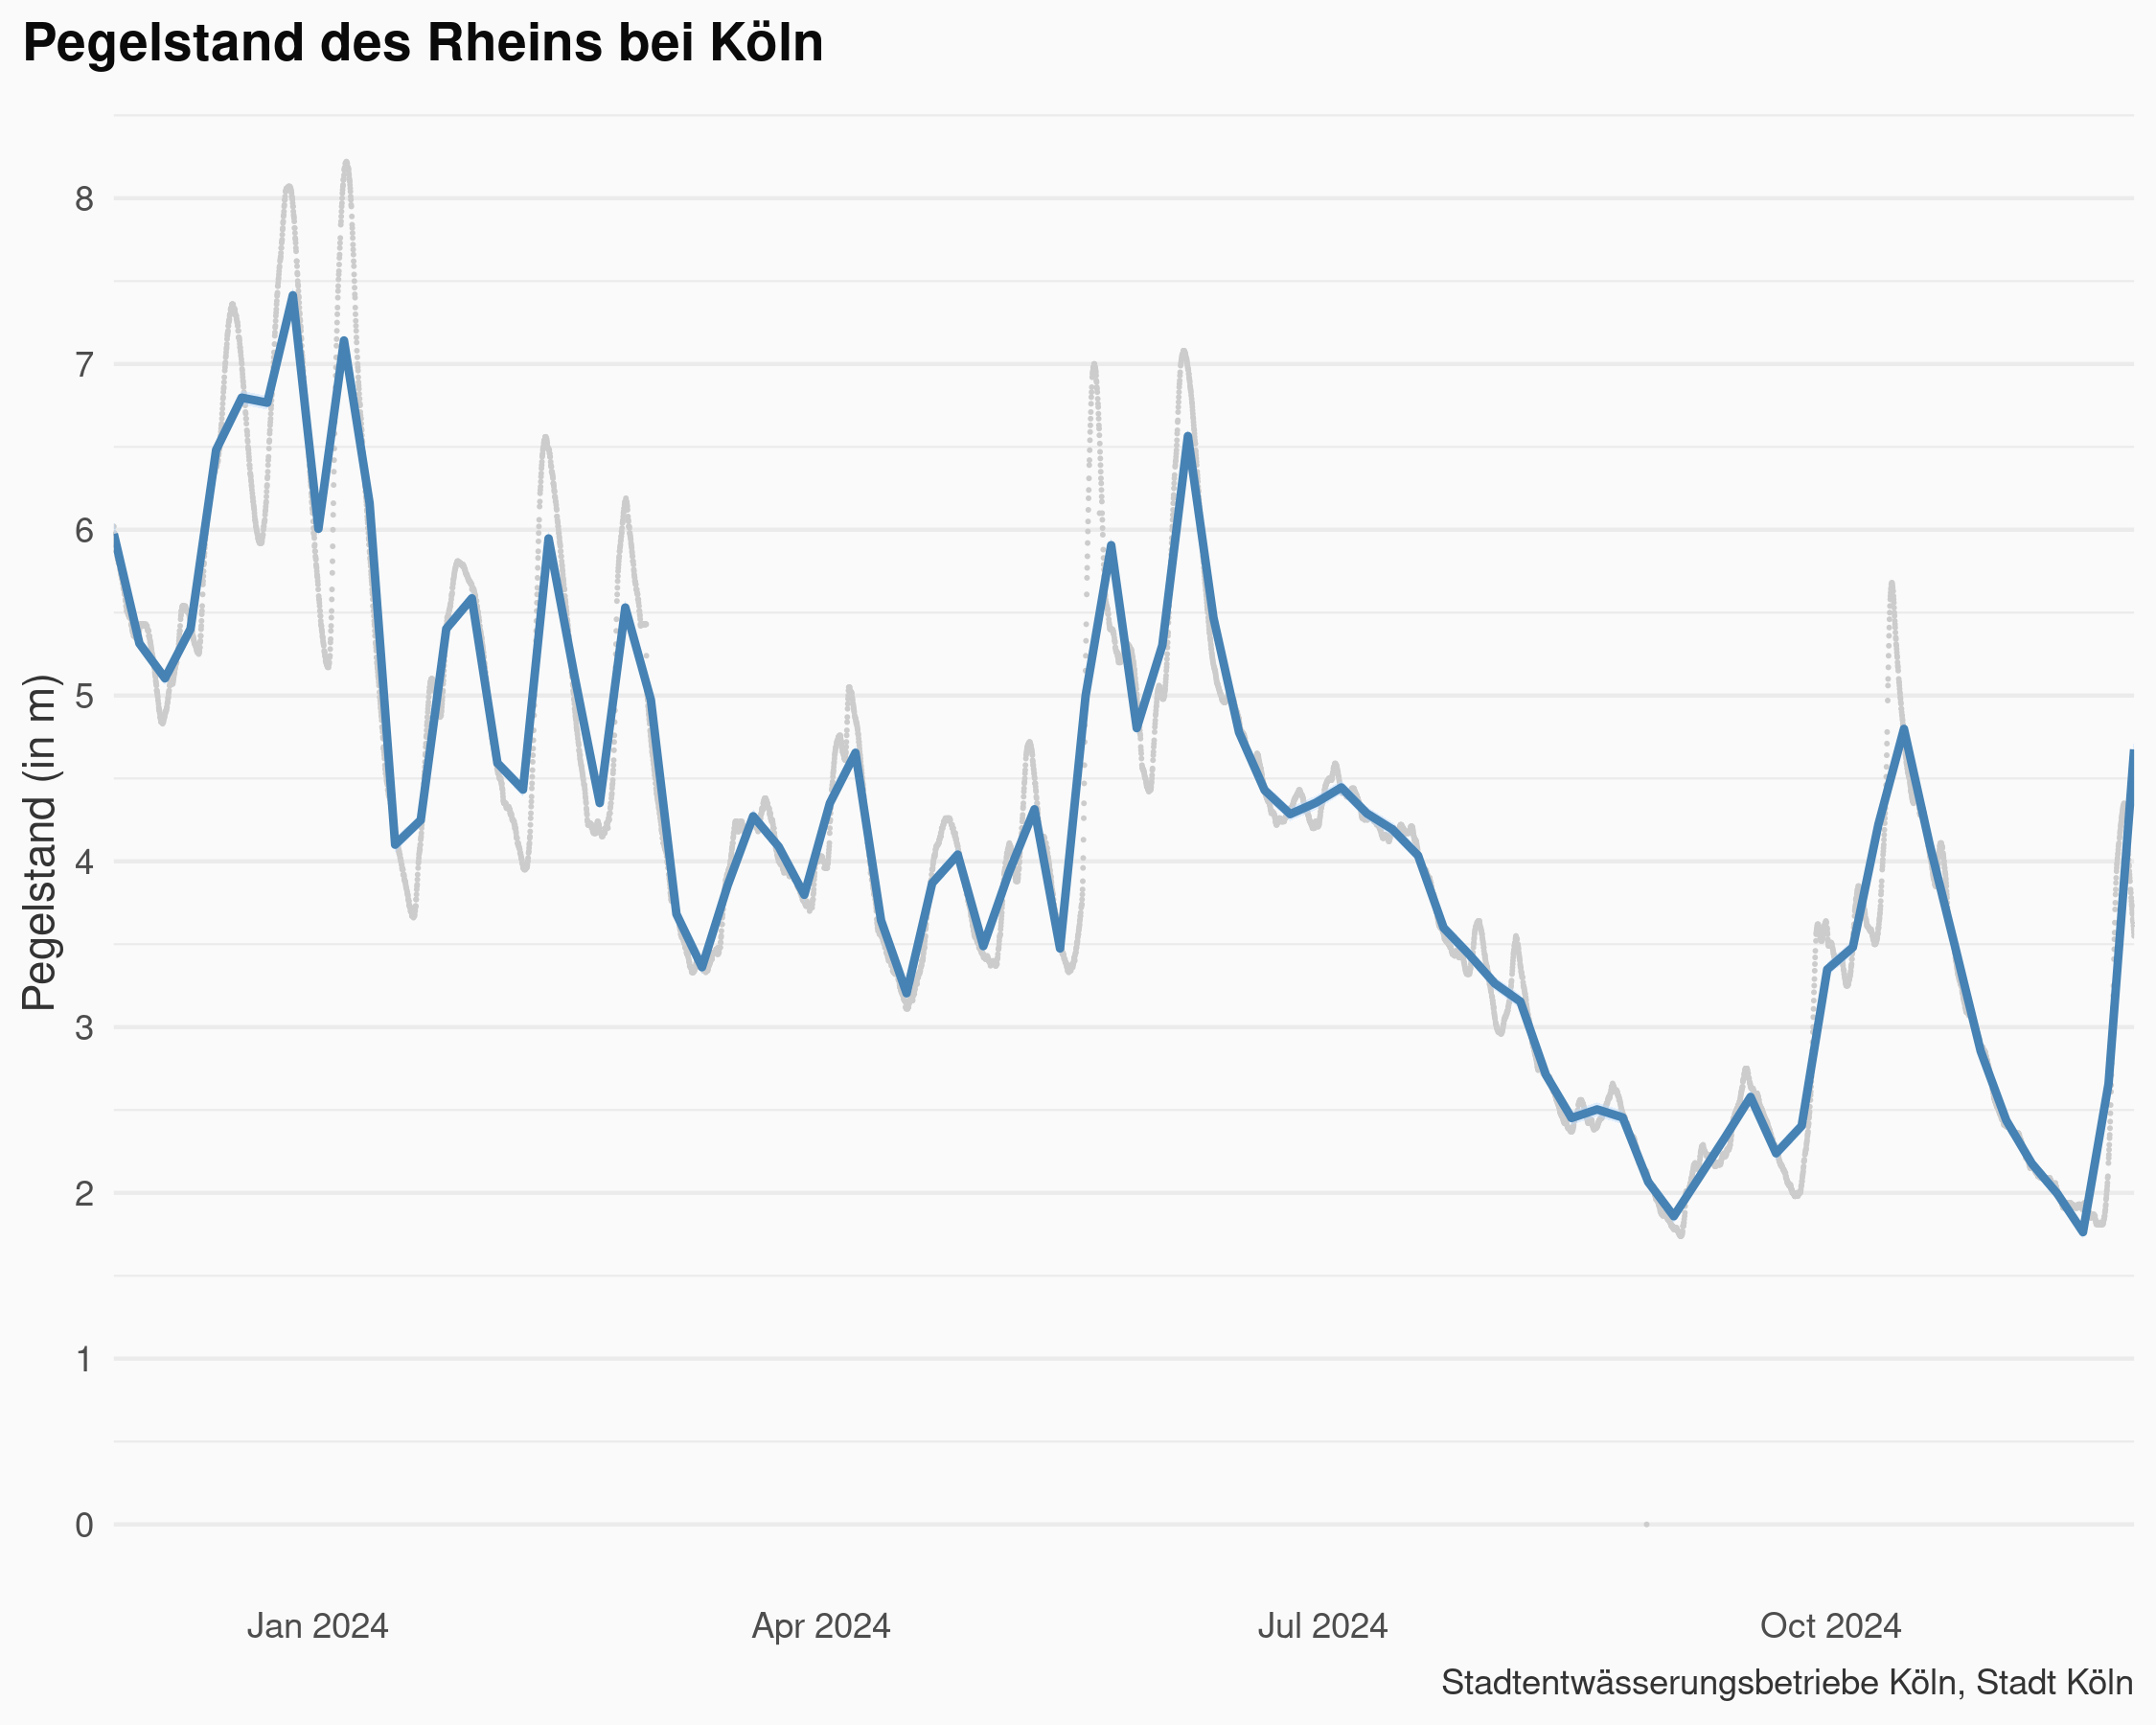 Pegelstand des Rheins bei Köln
Pegelstand (in m)
8
7
6
5
4
3
2
1
0
Jan 2024
Apr 2024
Jul 2024
Oct 2024
Stadtentwässerungsbetriebe Köln, Stadt Köln